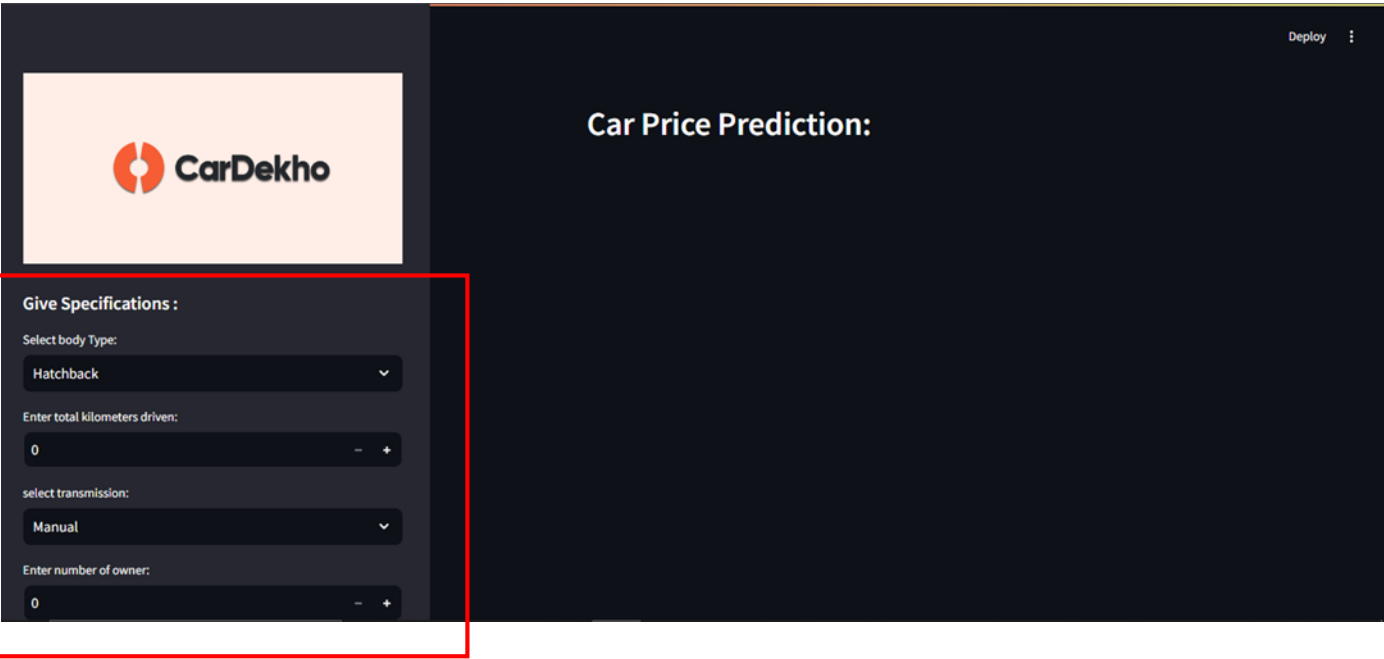 Deploy
CarDekho
Car Price Prediction:
Give Specifications :
Select body Type:
Hatchback
Enter total kilometers driven:
0
select transmission:
Manual
Enter number of owner:
0